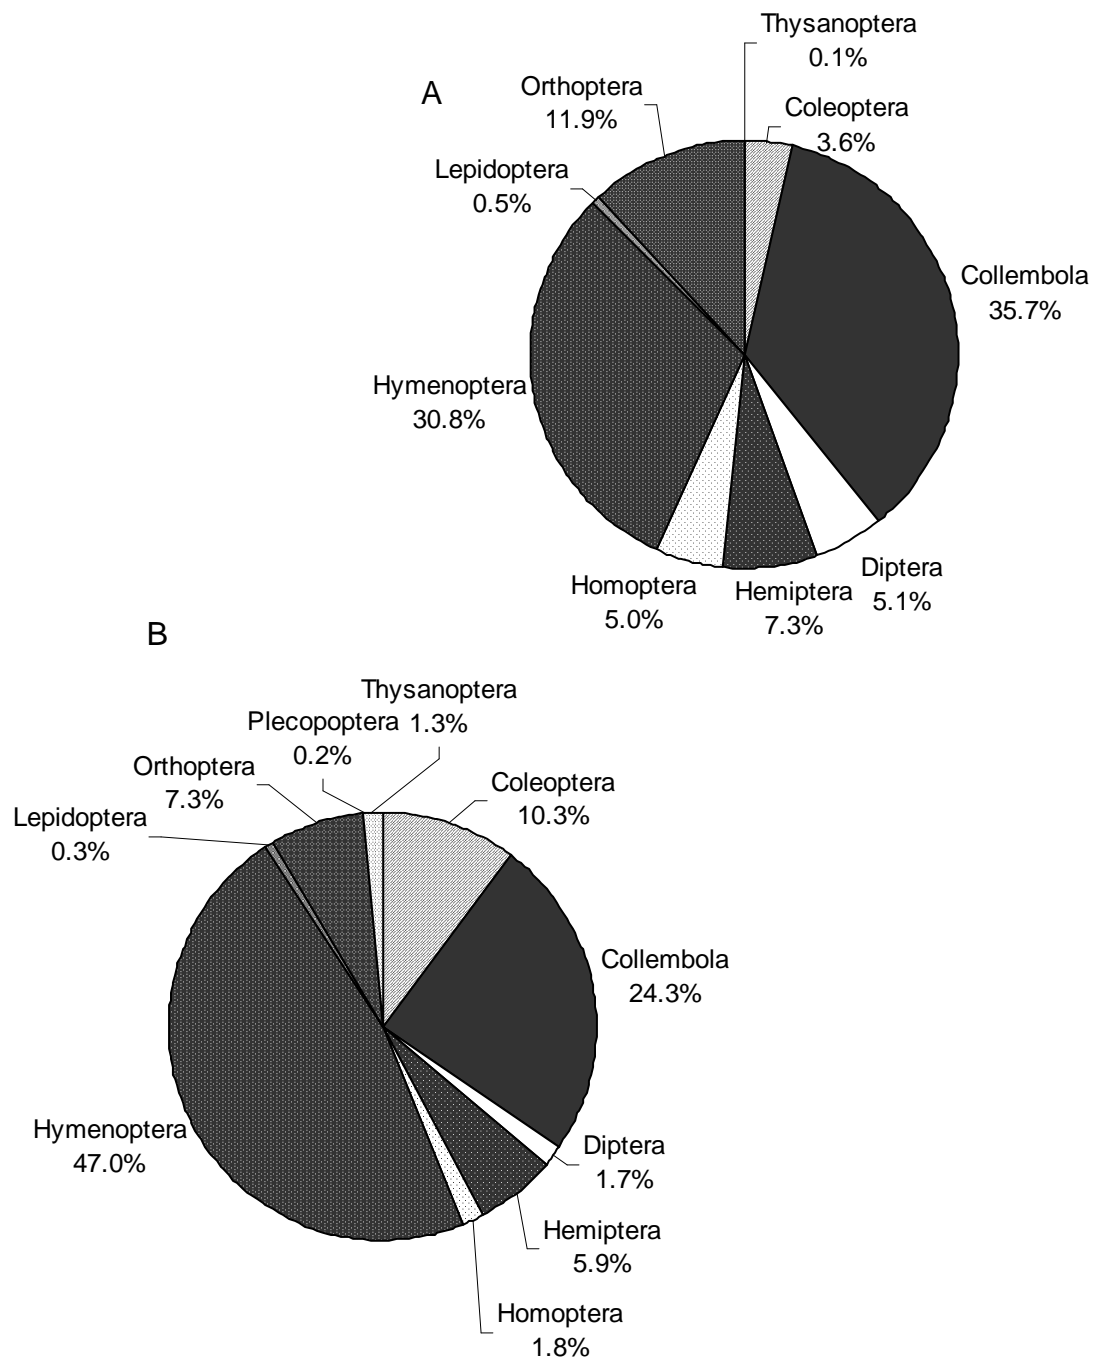 A
Thysanoptera
0.1%
Coleoptera
3.6%
Collembola
35.7%
Diptera
5.1%
Hemiptera
7.3%
Homoptera
5.0%
Hymenoptera
30.8%
Lepidoptera
0.5%
Orthoptera
11.9%
B
Thysanoptera
1.3%
Coleoptera
10.3%
Collembola
24.3%
Diptera
1.7%
Hemiptera
5.9%
Homoptera
1.8%
Hymenoptera
47.0%
Lepidoptera
0.3%
Orthoptera
7.3%
Plecopoptera
0.2%